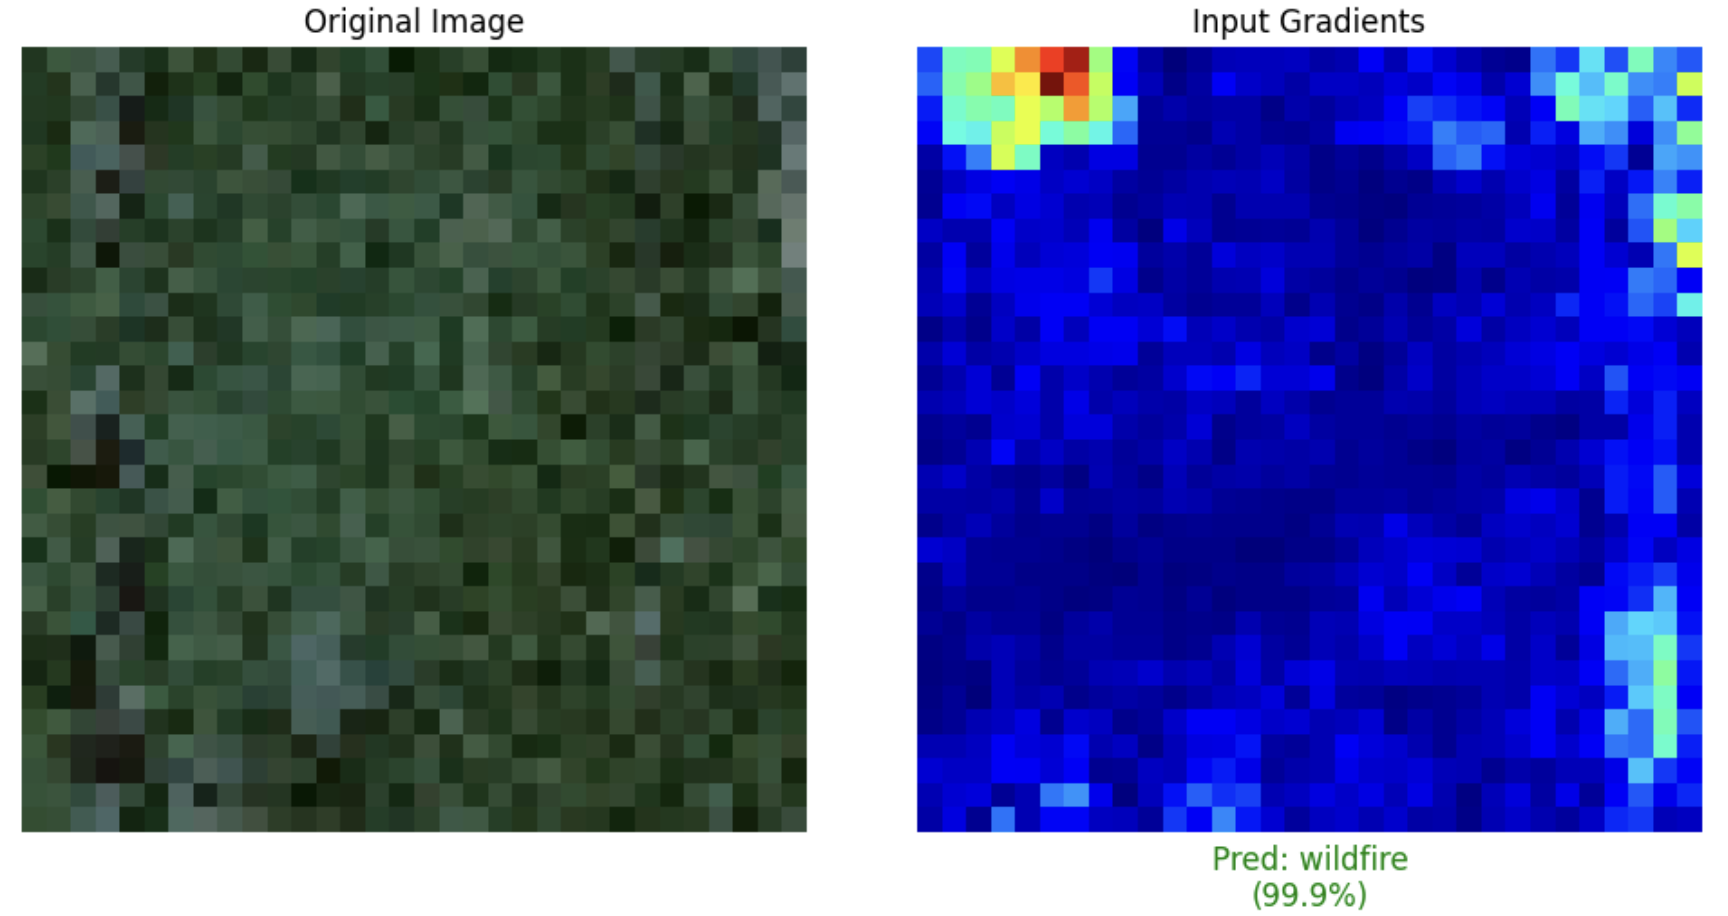 Original Image
Input Gradients
Pred: wildfire
(99.9%)